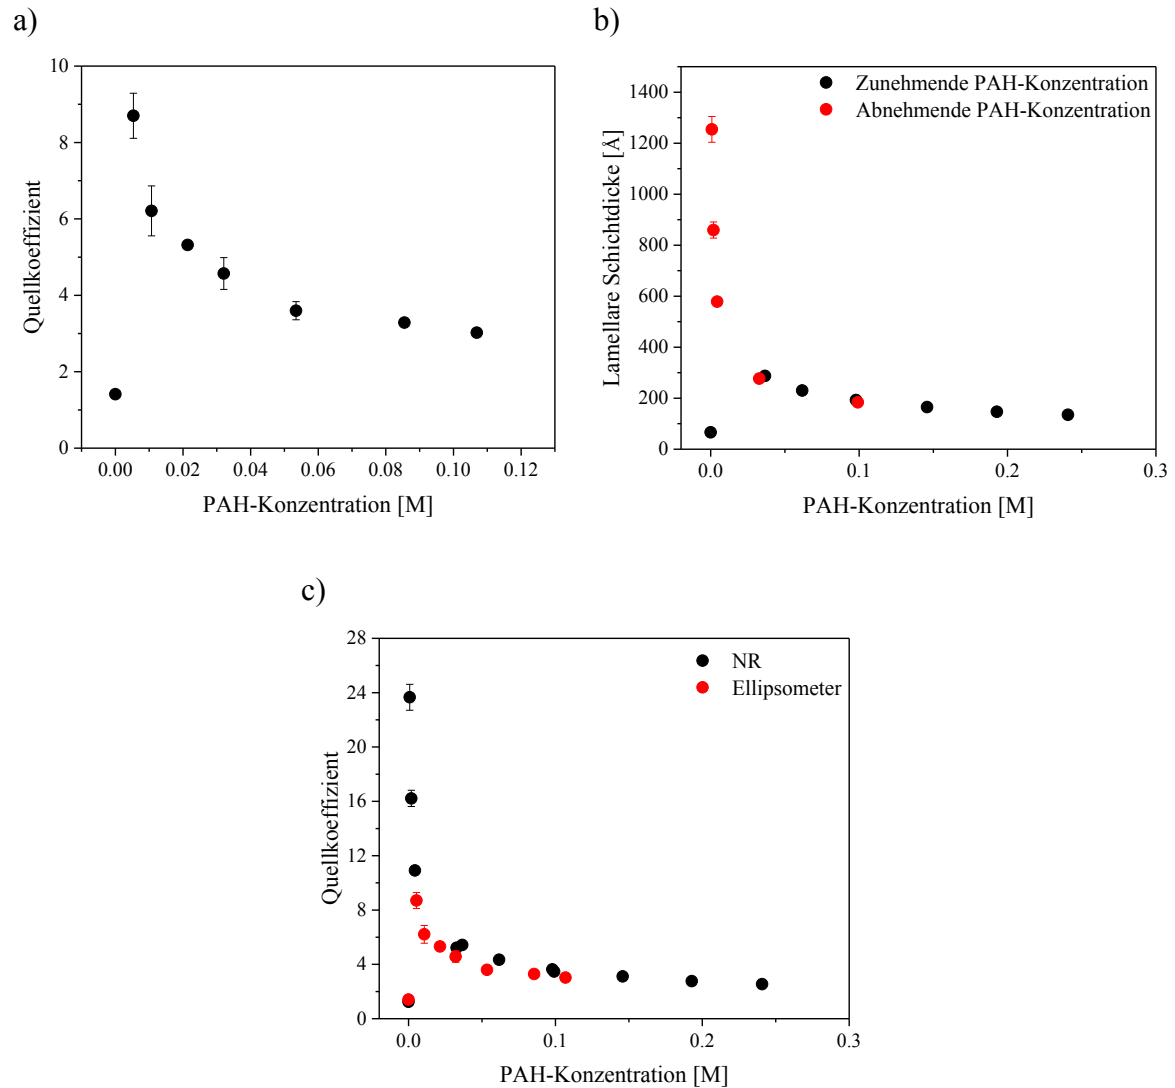 a)
10
8
6
4
2
0
Quellkoeffizient
0.00 0.02 0.04 0.06 0.08 0.10 0.12
PAH-Konzentration [M]
b)
Zunehmende PAH-Konzentration
Abnehmende PAH-Konzentration
1400
1200
1000
800
600
400
200
0
Lamellare Schichtdicke [Å]
0.0 0.1 0.2 0.3
PAH-Konzentration [M]
c)
NR
Ellipsometer
28
24
20
16
12
8
4
0
Quellkoeffizient
0.0 0.1 0.2 0.3
PAH-Konzentration [M]